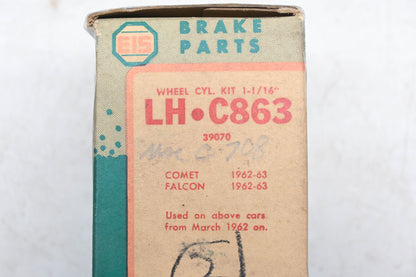 EIS
BRAKE
PARTS
WHEEL CYL. KIT 1-1/16"
LH•C863
39070
C-708
COMET 1962-63
FALCON 1962-63
Used on above cars
from March 1962 on.